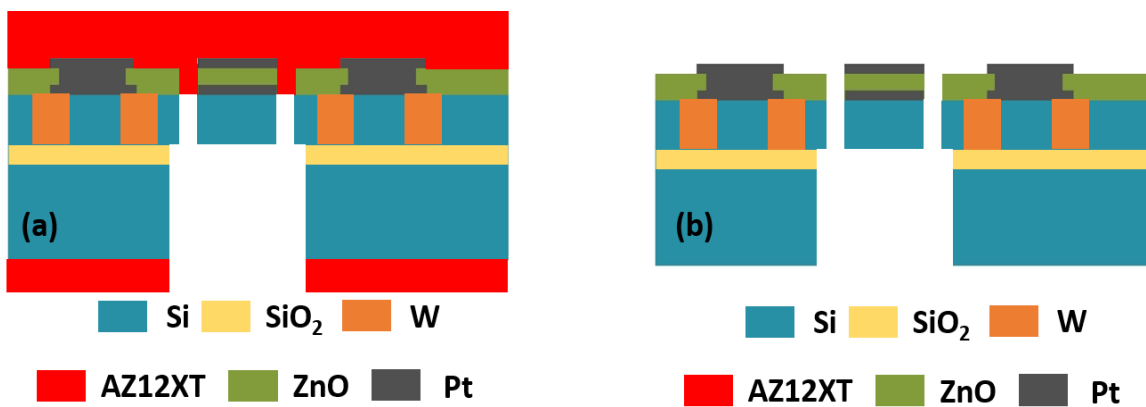 (a)
Si SiO₂ W
AZ12XT ZnO Pt
(b)
Si SiO₂ W
AZ12XT ZnO Pt